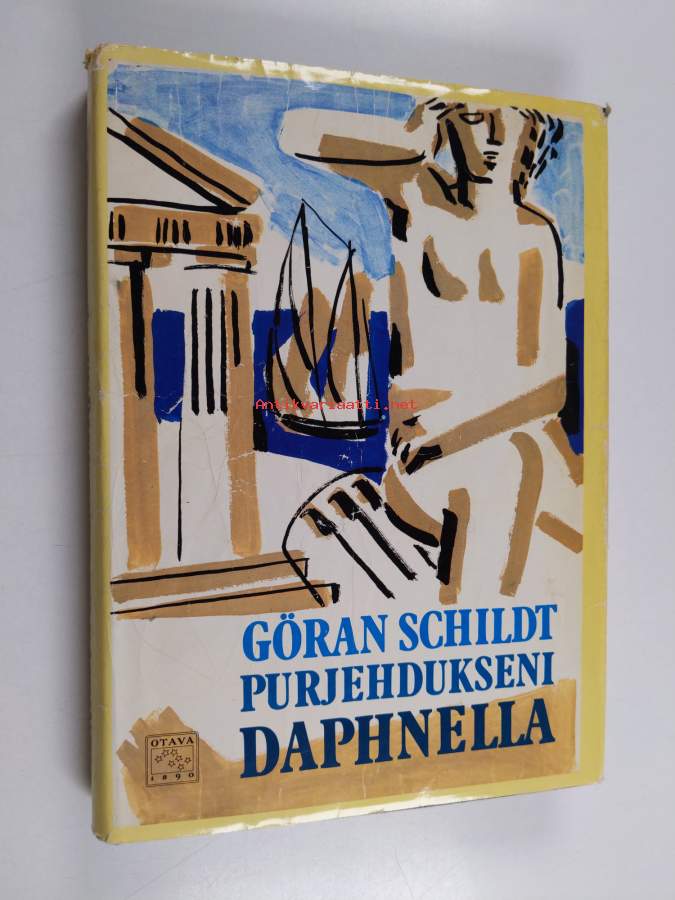 Antikvariaatti.net
GÖRAN SCHILDT
PURJEHDUKSENI
DAPHNELLA
OTAVA
1890